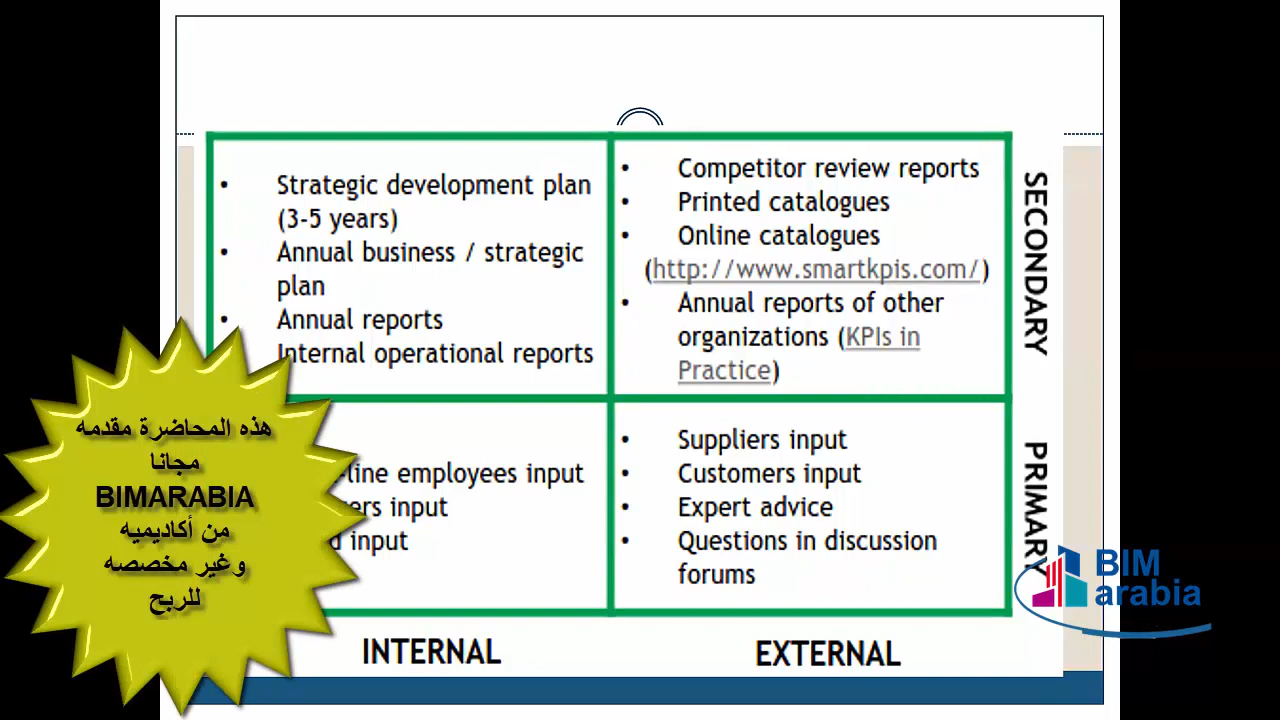 • Strategic development plan
(3-5 years)
• Annual business / strategic
plan
• Annual reports
Internal operational reports
• Competitor review reports
• Printed catalogues
• Online catalogues
(http://www.smartkpis.com/)
• Annual reports of other
organizations (KPIs in
Practice)
SECONDARY
-line employees input
input
input
• Suppliers input
• Customers input
• Expert advice
• Questions in discussion
forums
PRIMARY
INTERNAL
EXTERNAL
هذه المحاضرة مقدمه
مجانا
BIMARABIA
من أكاديميه
وغير مخصصه
للربح
BIM
arabia